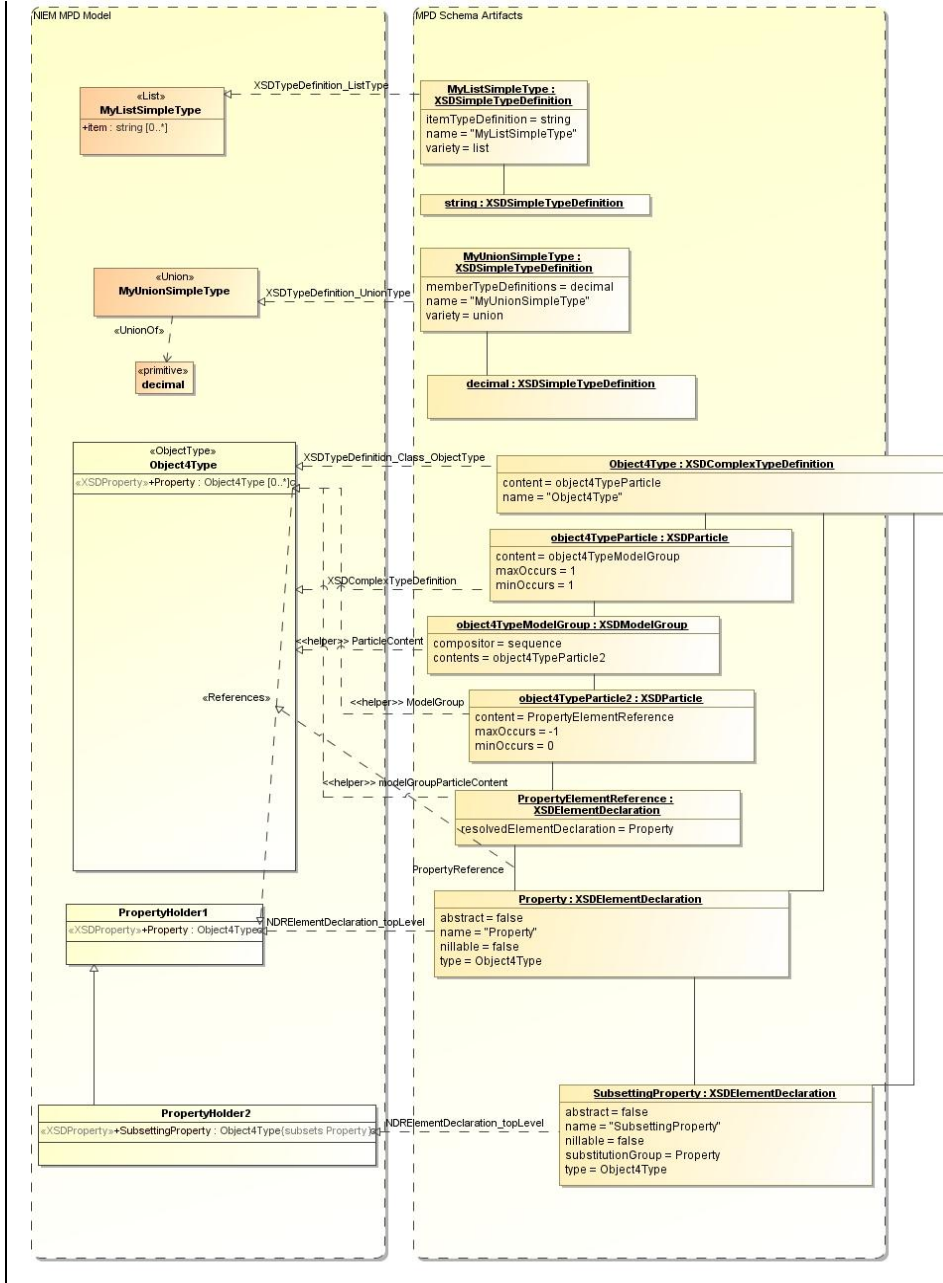 NIEM MPD Model
MPD Schema Artifacts
«List»
MyListSimpleType
+item : string [0..*]
XSDTypeDefinition_ListType
MyListSimpleType :
XSDSimpleTypeDefinition
itemTypeDefinition = string
name = "MyListSimpleType"
variety = list
string : XSDSimpleTypeDefinition
«Union»
MyUnionSimpleType
XSDTypeDefinition_UnionType
MyUnionSimpleType :
XSDSimpleTypeDefinition
memberTypeDefinitions = decimal
name = "MyUnionSimpleType"
variety = union
«UnionOf»
«primitive»
decimal
decimal : XSDSimpleTypeDefinition
«ObjectType»
Object4Type
«XSDProperty»+Property : Object4Type [0..*]
XSDTypeDefinition_Class_ObjectType
Object4Type : XSDComplexTypeDefinition
content = object4TypeParticle
name = "Object4Type"
object4TypeParticle : XSDParticle
content = object4TypeModelGroup
maxOccurs = 1
minOccurs = 1
XSDComplexTypeDefinition
object4TypeModelGroup : XSDModelGroup
compositor = sequence
contents = object4TypeParticle2
<<helper>> ParticleContent
object4TypeParticle2 : XSDParticle
content = PropertyElementReference
maxOccurs = -1
minOccurs = 0
«References»
<<helper>> ModelGroup
<<helper>> modelGroupParticleContent
PropertyElementReference :
XSDElementDeclaration
resolvedElementDeclaration = Property
PropertyReference
PropertyHolder1
«XSDProperty»+Property : Object4Type
NDRElementDeclaration_topLevel
Property : XSDElementDeclaration
abstract = false
name = "Property"
nillable = false
type = Object4Type
PropertyHolder2
«XSDProperty»+SubsettingProperty : Object4Type{subsets Property}
NDRElementDeclaration_topLevel
SubsettingProperty : XSDElementDeclaration
abstract = false
name = "SubsettingProperty"
nillable = false
substitutionGroup = Property
type = Object4Type